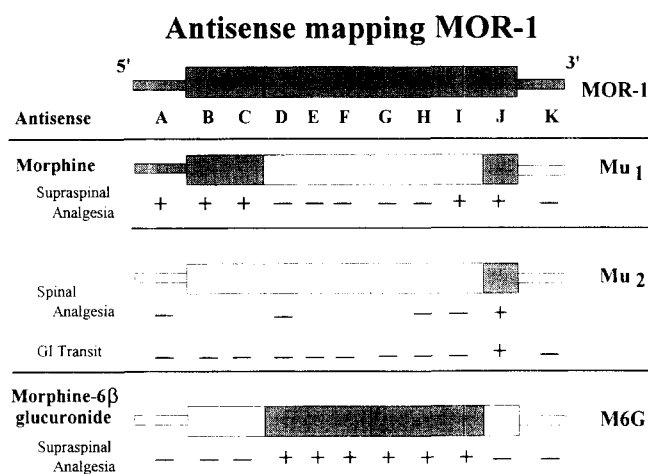 Antisense mapping MOR-1
5' 3'
MOR-1
Antisense A B C D E F G H I J K
Morphine Mu 1
Supraspinal
Analgesia + + + — — — — — + + —
Mu 2
Spinal
Analgesia — — — — +
GI Transit — — — — — — — — — + —
Morphine-6β
glucuronide M6G
Supraspinal
Analgesia — — — + + + + + + — —